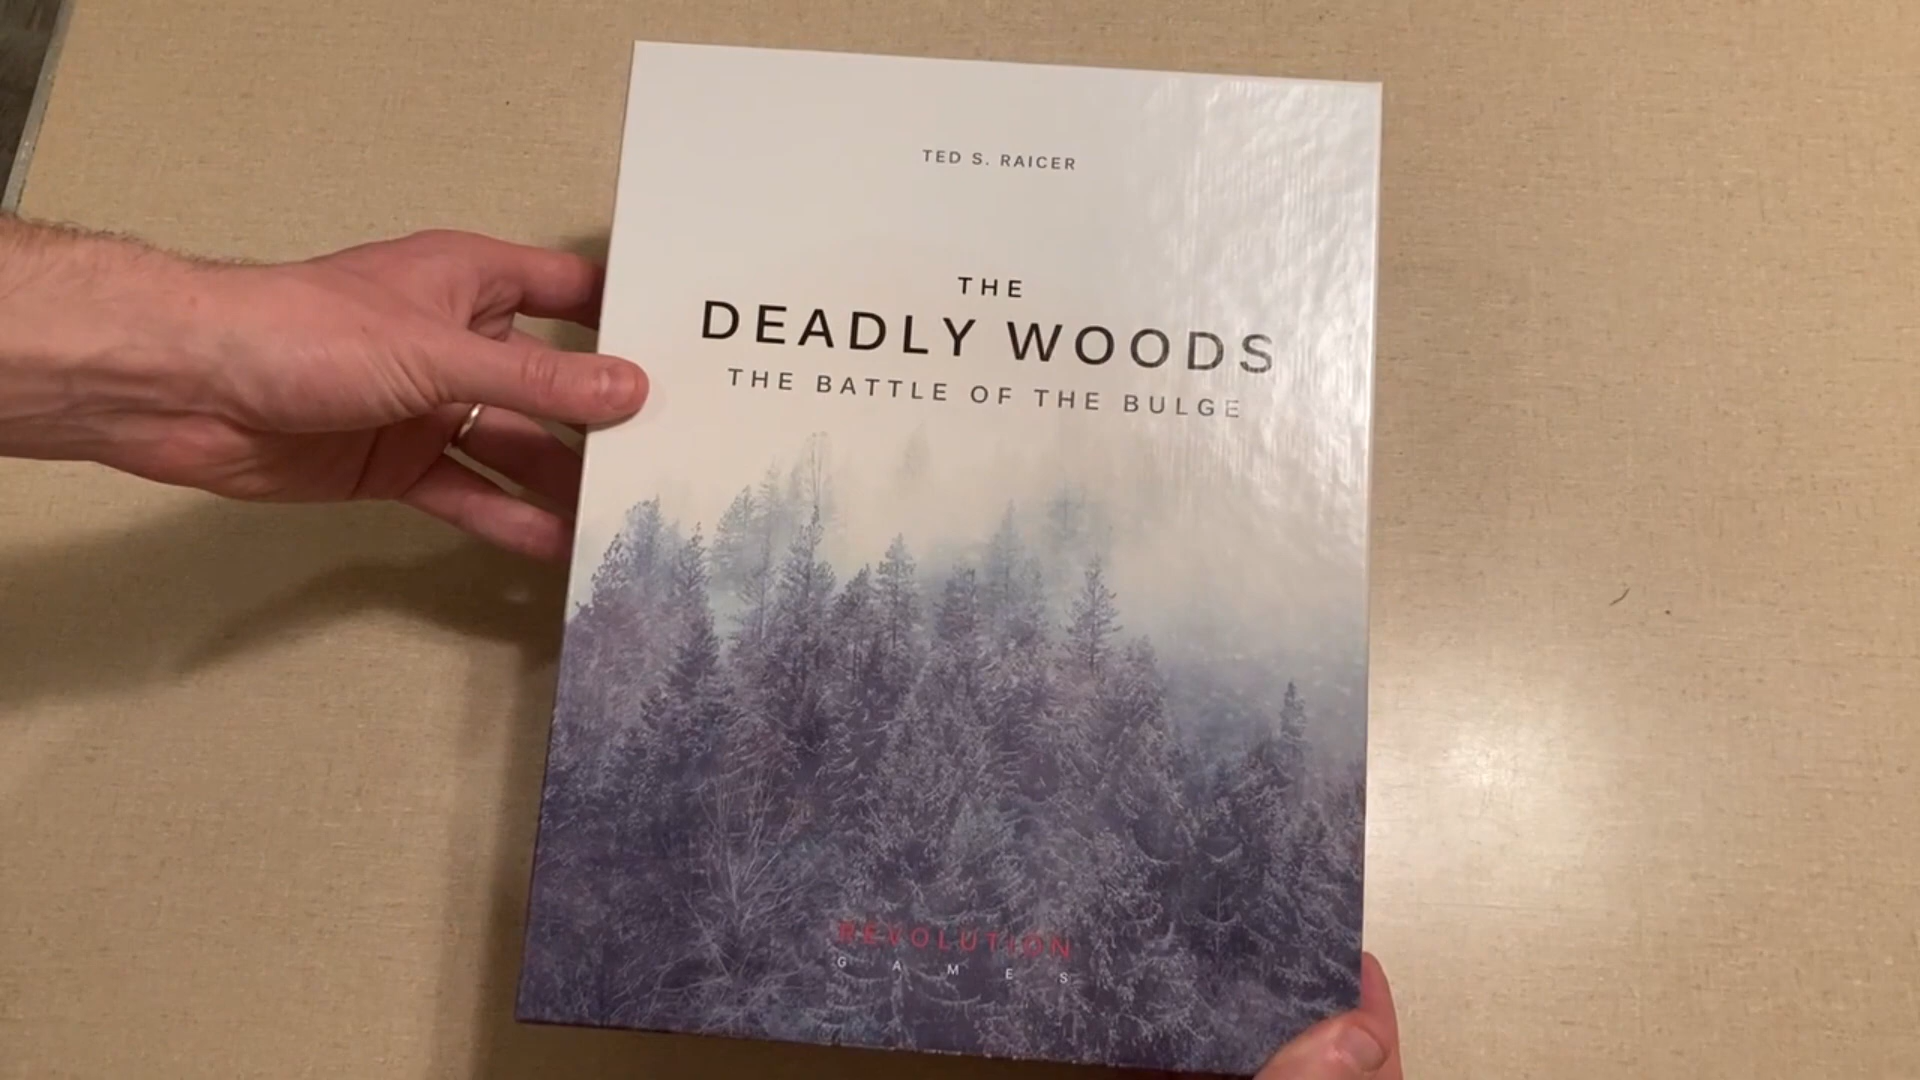 TED S. RAICER
THE
DEADLY WOODS
THE BATTLE OF THE BULGE
REVOLUTION
GAMES